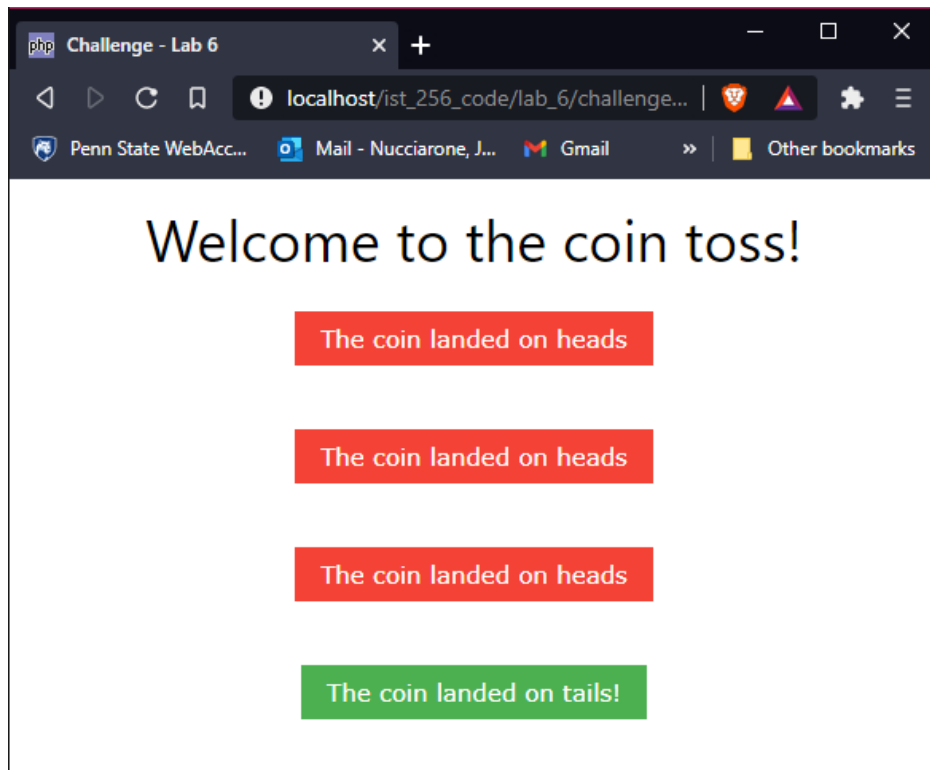 php Challenge - Lab 6
localhost/ist_256_code/lab_6/challenge...
Penn State WebAcc... Mail - Nucciarone, J... Gmail » Other bookmarks
Welcome to the coin toss!
The coin landed on heads
The coin landed on heads
The coin landed on heads
The coin landed on tails!